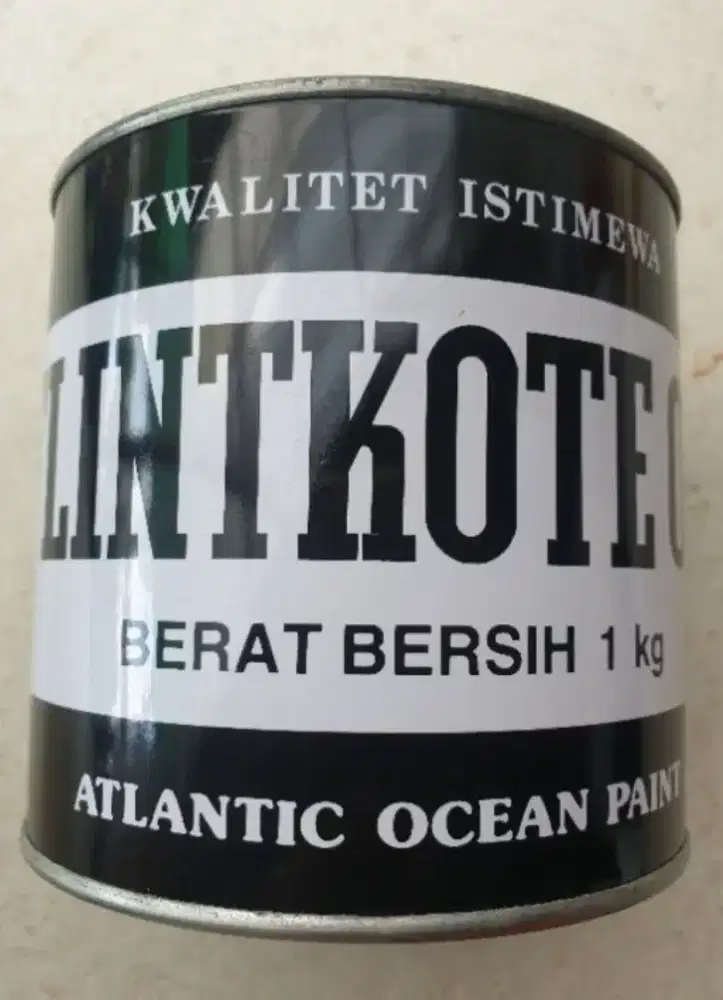 KWALITET ISTIMEWA
LINTKOTE
BERAT BERSIH 1 kg
ATLANTIC OCEAN PAINT